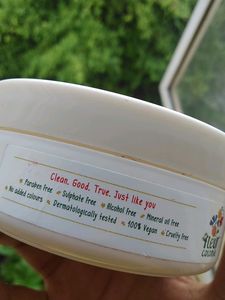 Clean. Good. True. Just like you
Paraben Free Sulphate Free Alcohol Free Mineral oil Free
No added colours Dermatologically tested 100% Vegan Cruelty Free
fleur